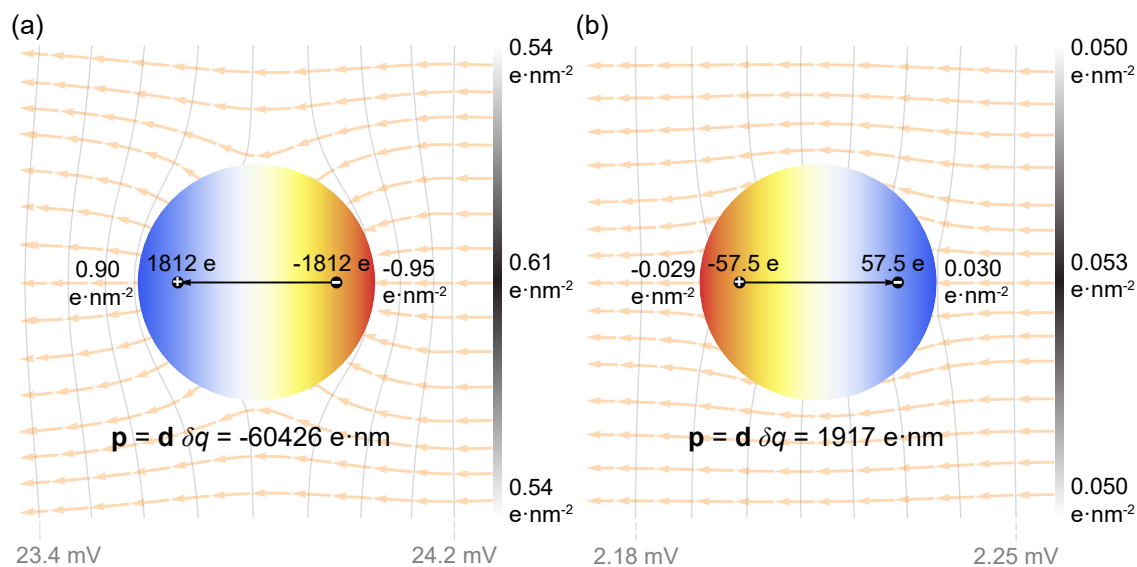 (a)
0.54
e·nm-2
0.90
e·nm-2
1812 e
-1812 e
+
−
-0.95
e·nm-2
0.61
e·nm-2
p = d δq = -60426 e·nm
0.54
e·nm-2
23.4 mV
24.2 mV
(b)
0.050
e·nm-2
-0.029
e·nm-2
-57.5 e
57.5 e
+
−
0.030
e·nm-2
0.053
e·nm-2
p = d δq = 1917 e·nm
0.050
e·nm-2
2.18 mV
2.25 mV